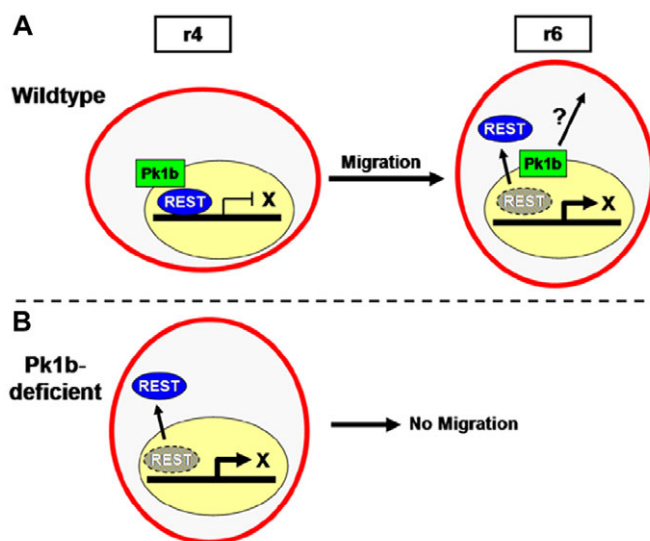 A
r4
r6
Wildtype
Pk1b
REST
X
Migration
REST
?
Pk1b
REST
X
B
Pk1b-
deficient
REST
REST
X
No Migration